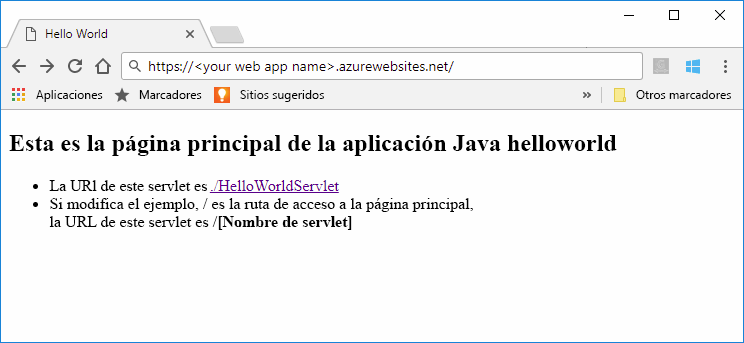 Hello World
https://<your web app name>.azurewebsites.net/
Aplicaciones Marcadores Sitios sugeridos » Otros marcadores
Esta es la página principal de la aplicación Java helloworld
• La URl de este servlet es ./HelloWorldServlet
• Si modifica el ejemplo, / es la ruta de acceso a la página principal,
la URL de este servlet es /[Nombre de servlet]